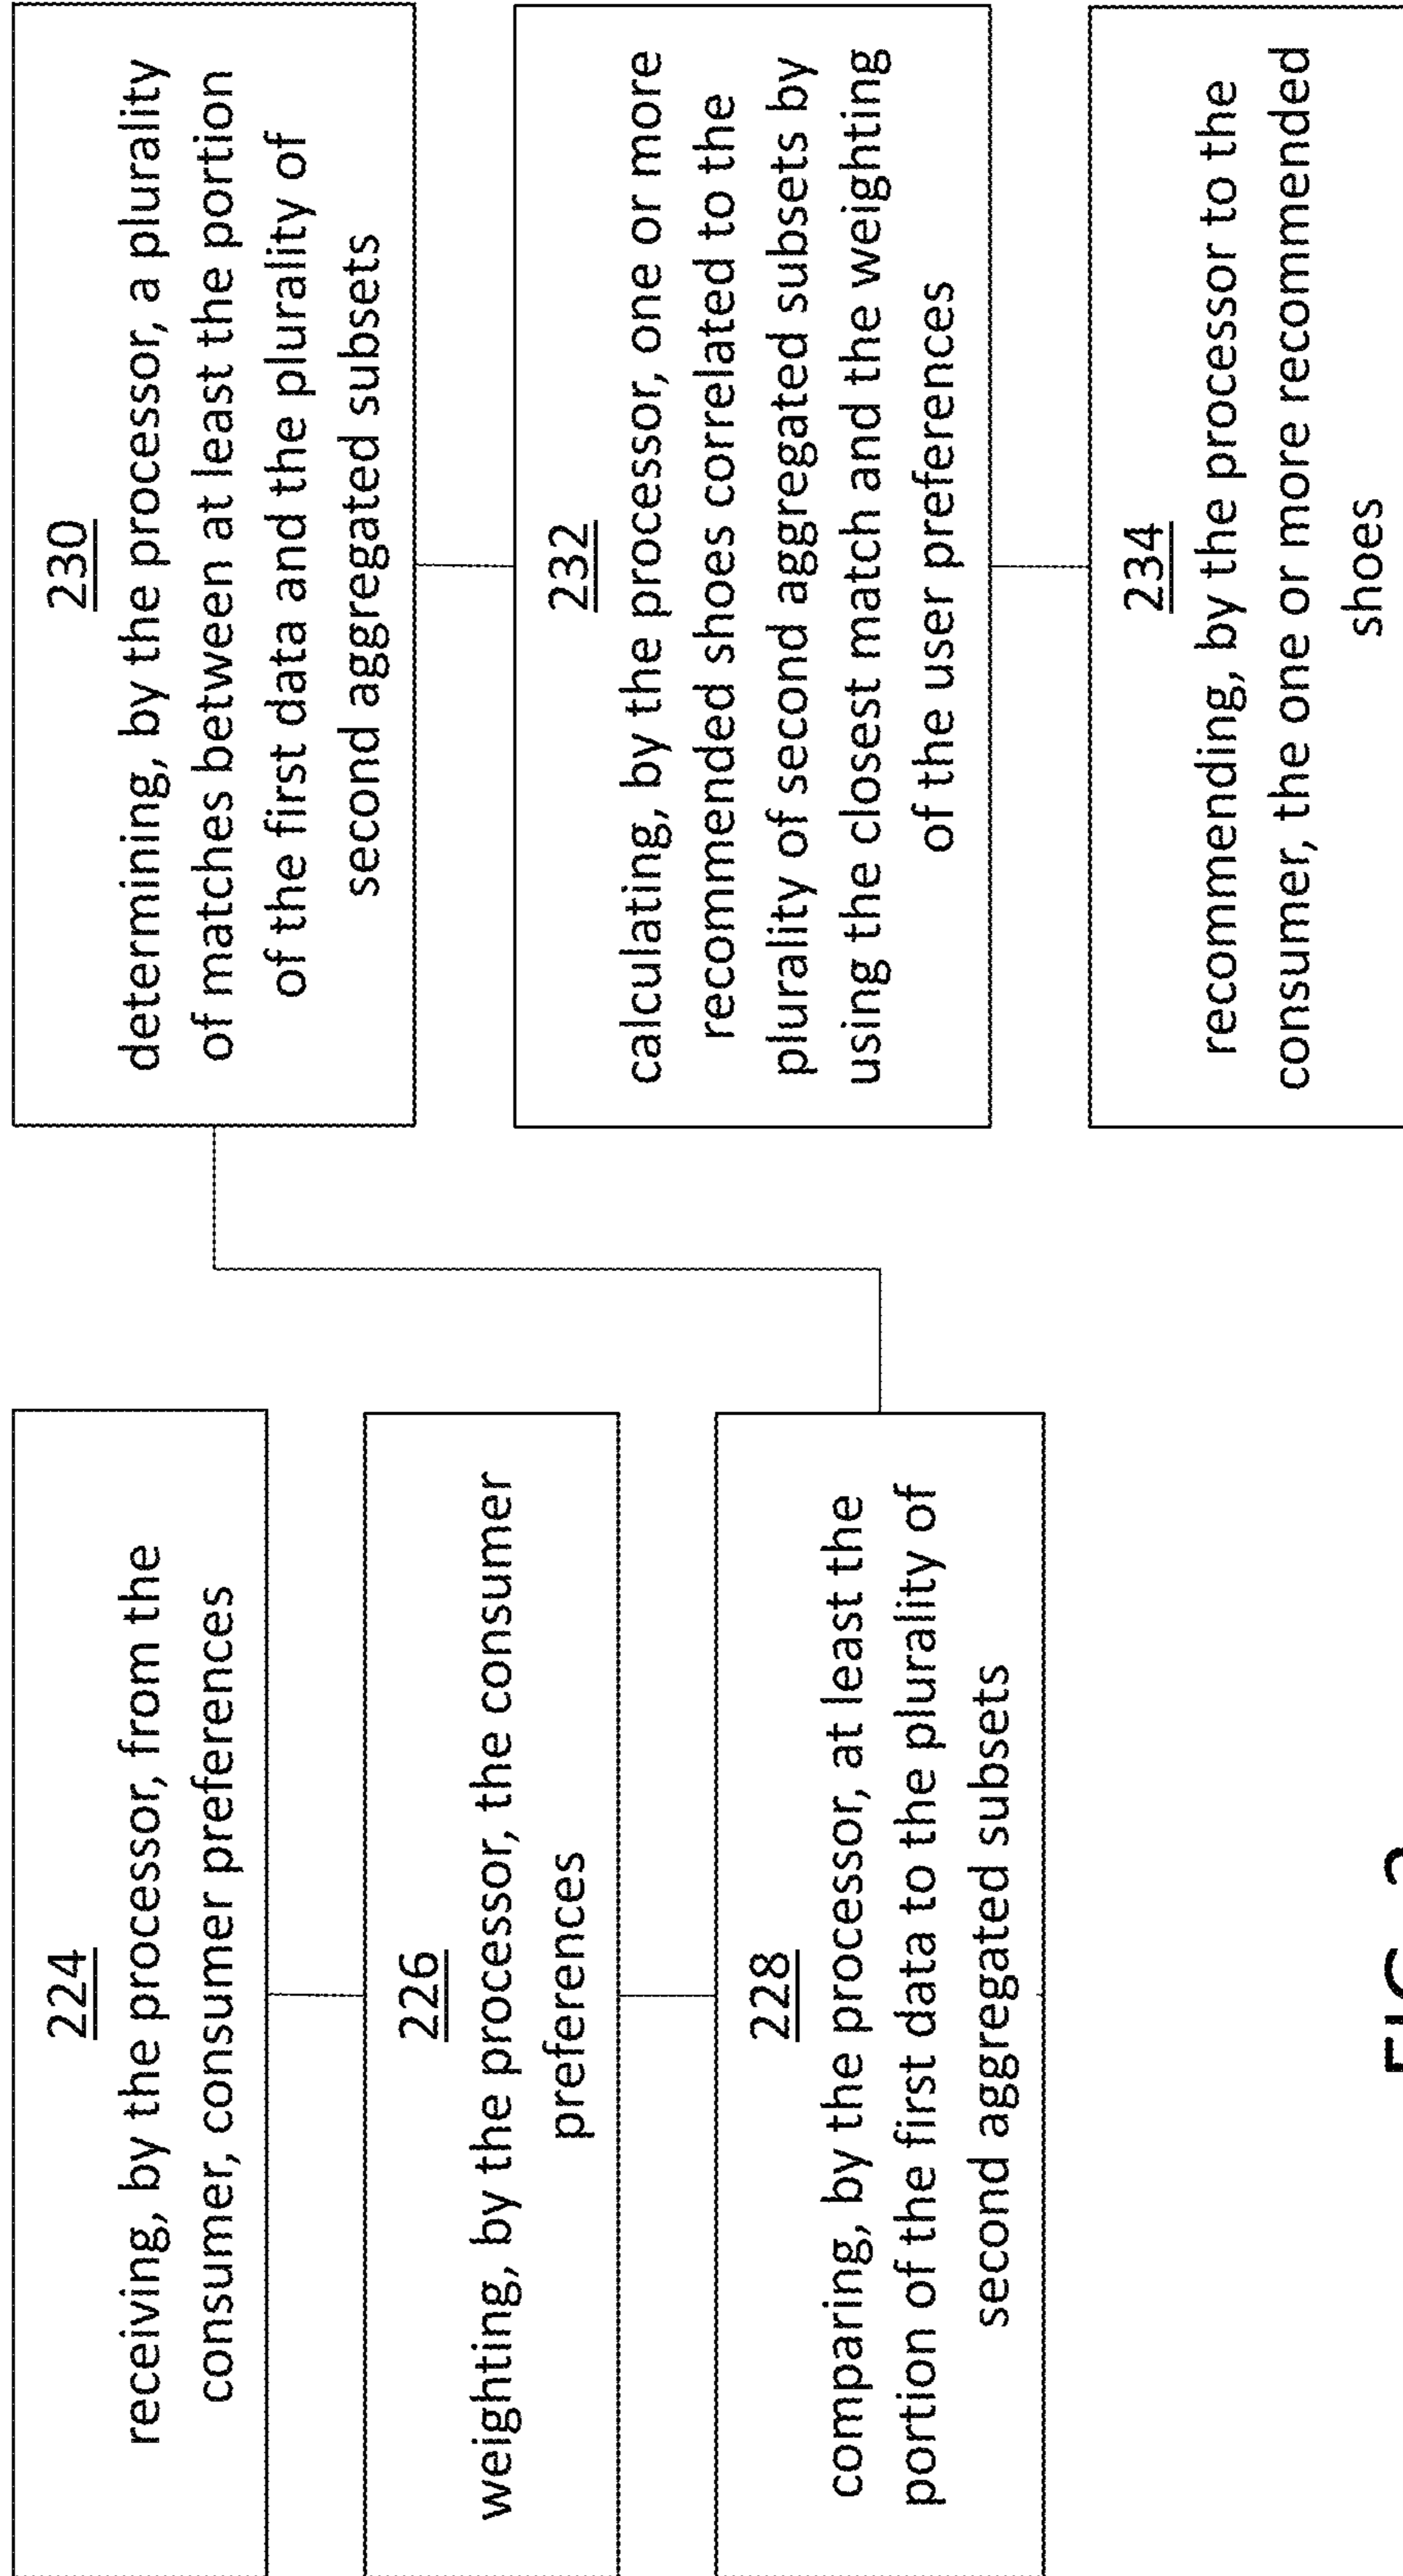 224
receiving, by the processor, from the
consumer, consumer preferences
226
weighting, by the processor, the consumer
preferences
228
comparing, by the processor, at least the
portion of the first data to the plurality of
second aggregated subsets
230
determining, by the processor, a plurality
of matches between at least the portion
of the first data and the plurality of
second aggregated subsets
232
calculating, by the processor, one or more
recommended shoes correlated to the
plurality of second aggregated subsets by
using the closest match and the weighting
of the user preferences
234
recommending, by the processor to the
consumer, the one or more recommended
shoes